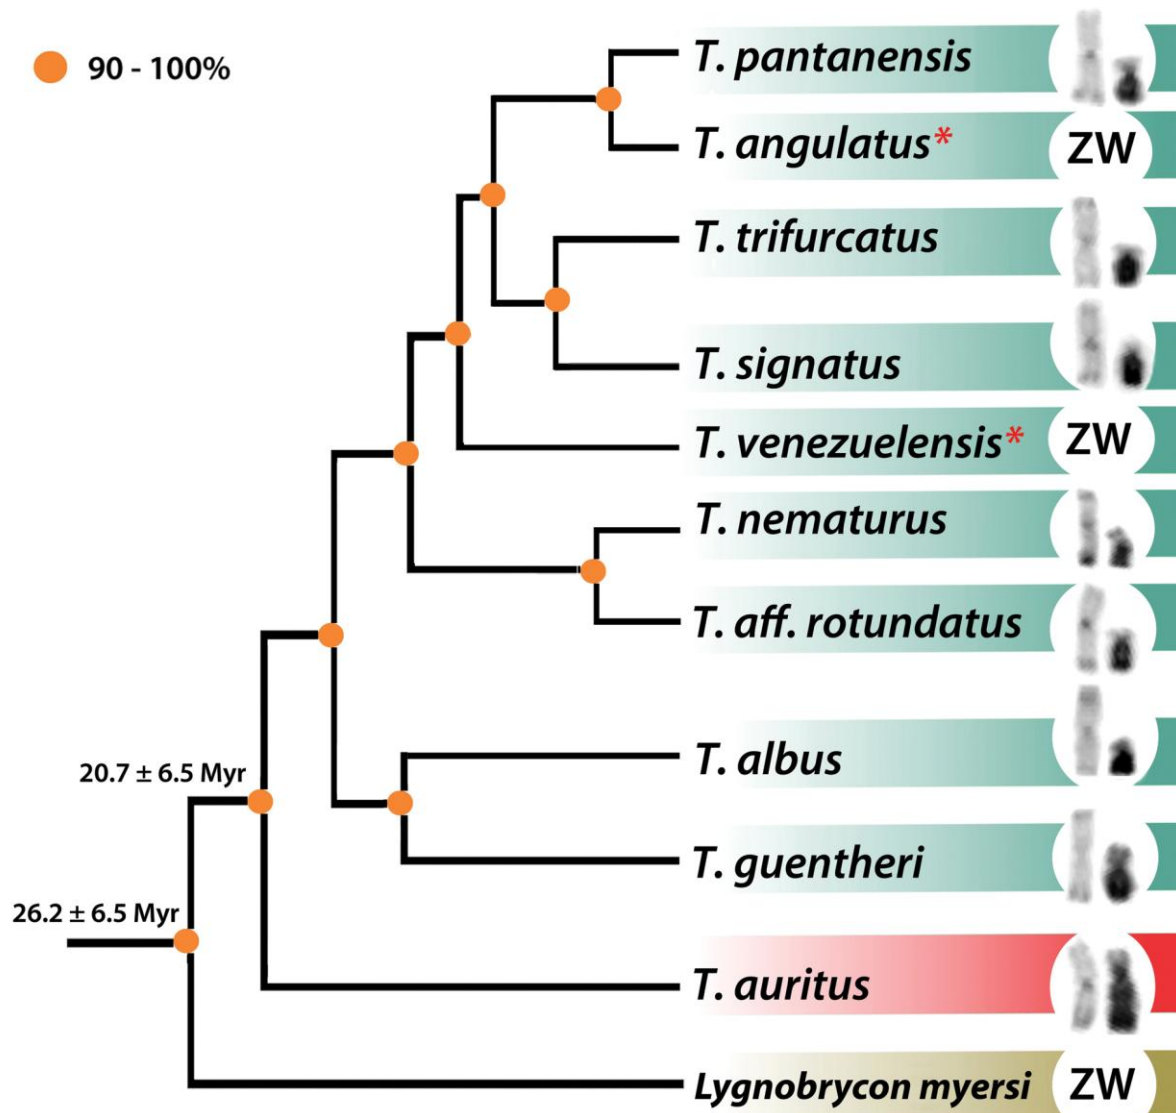 90 - 100%
T. pantanensis
T. angulatus* ZW
T. trifurcatus
T. signatus
T. venezuelensis* ZW
T. nematurus
T. aff. rotundatus
T. albus
20.7 ± 6.5 Myr
T. guentheri
26.2 ± 6.5 Myr
T. auritus
Lygnobrycon myersi ZW